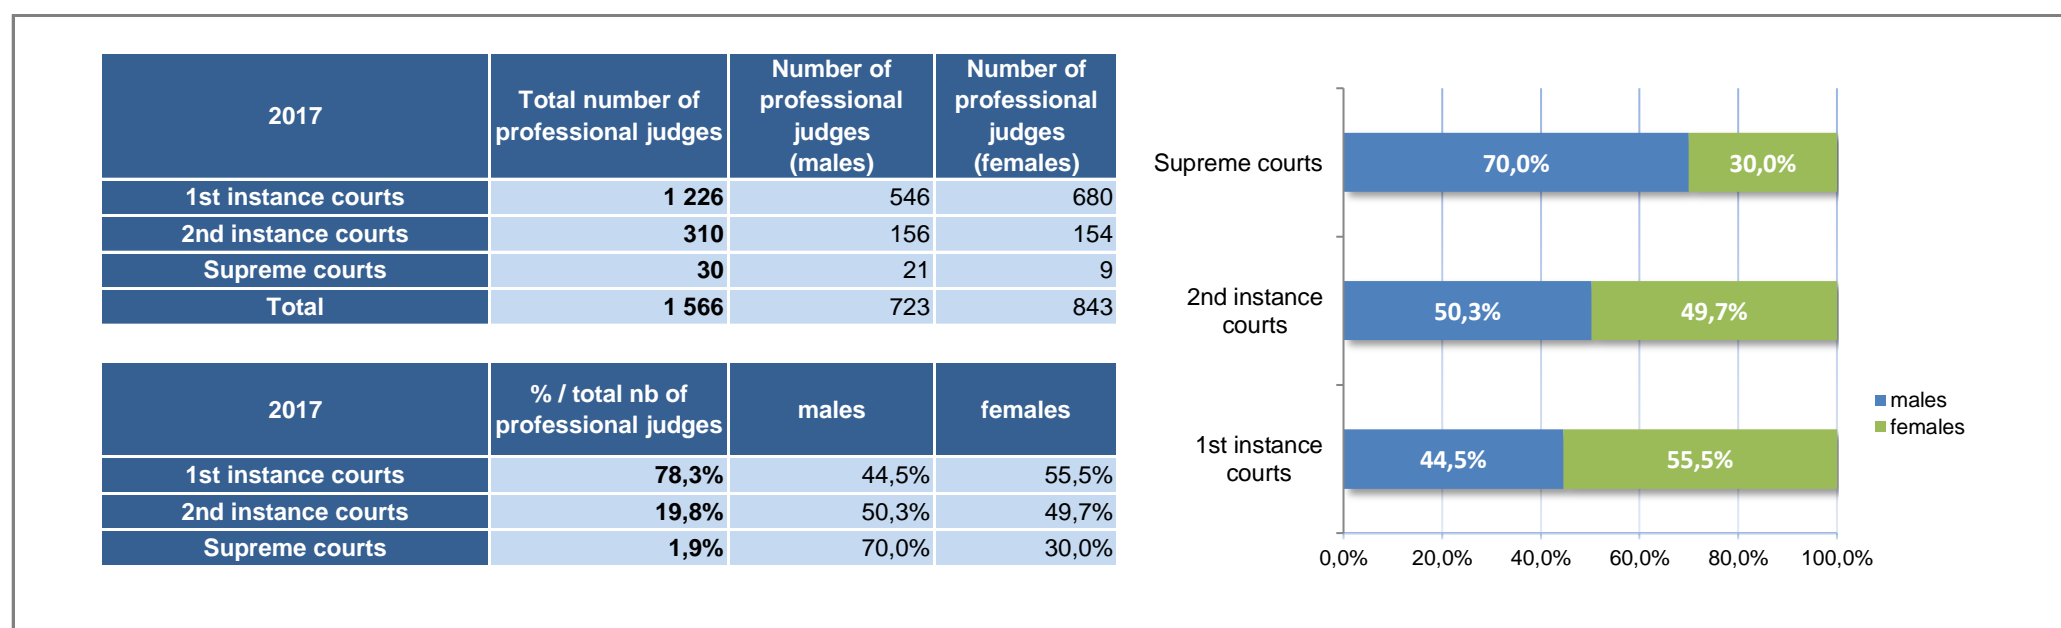 2017
Total number of
professional judges
Number of
professional
judges
(males)
Number of
professional
judges
(females)
1st instance courts 1 226 546 680
2nd instance courts 310 156 154
Supreme courts 30 21 9
Total 1 566 723 843
2017
% / total nb of
professional judges
males
females
1st instance courts 78,3% 44,5% 55,5%
2nd instance courts 19,8% 50,3% 49,7%
Supreme courts 1,9% 70,0% 30,0%
Supreme courts 70,0% 30,0%
2nd instance
courts
50,3% 49,7%
1st instance
courts
44,5% 55,5%
0,0% 20,0% 40,0% 60,0% 80,0% 100,0%
males
females